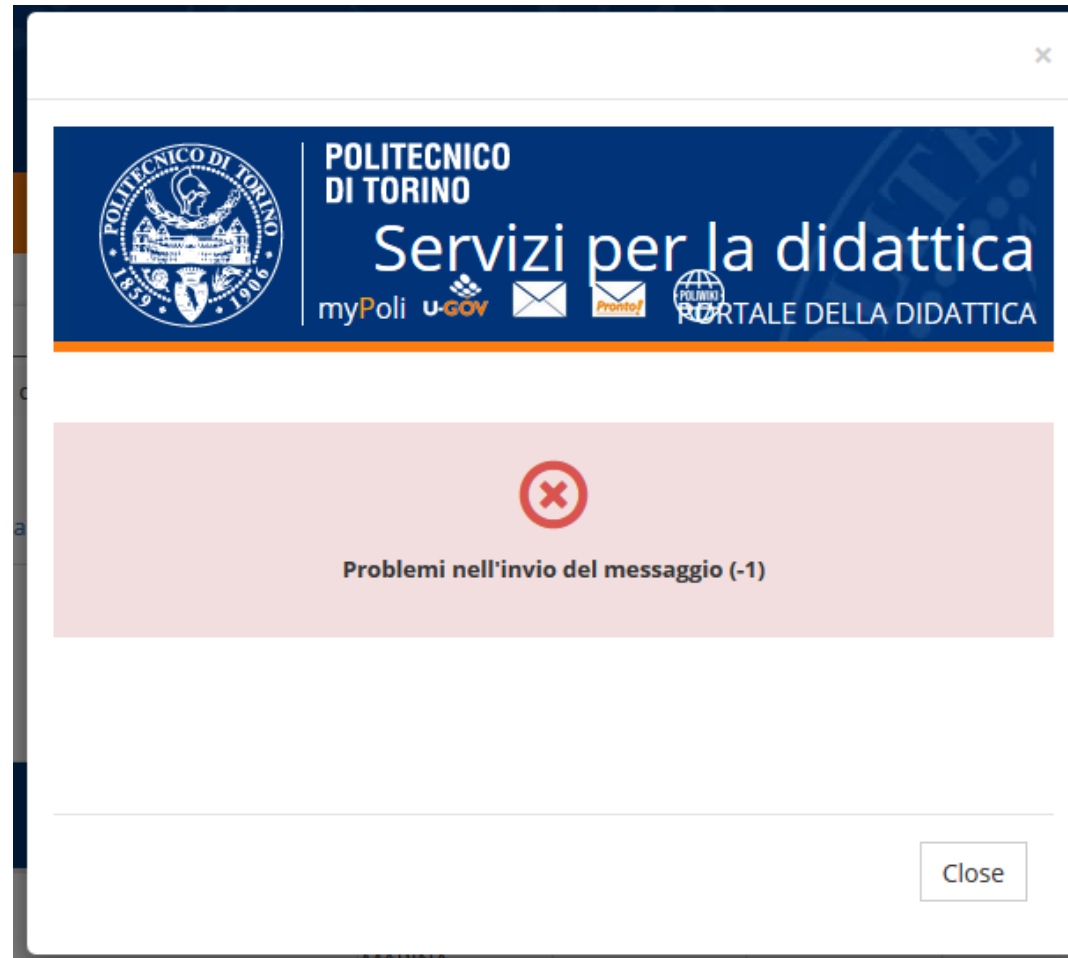 ×
POLITECNICO DI TORINO
· 1859 · 1906 ·
POLITECNICO
DI TORINO
Servizi per la didattica
myPoli U-GOV Pronto! POLIWIKI
PORTALE DELLA DIDATTICA
Problemi nell'invio del messaggio (-1)
Close